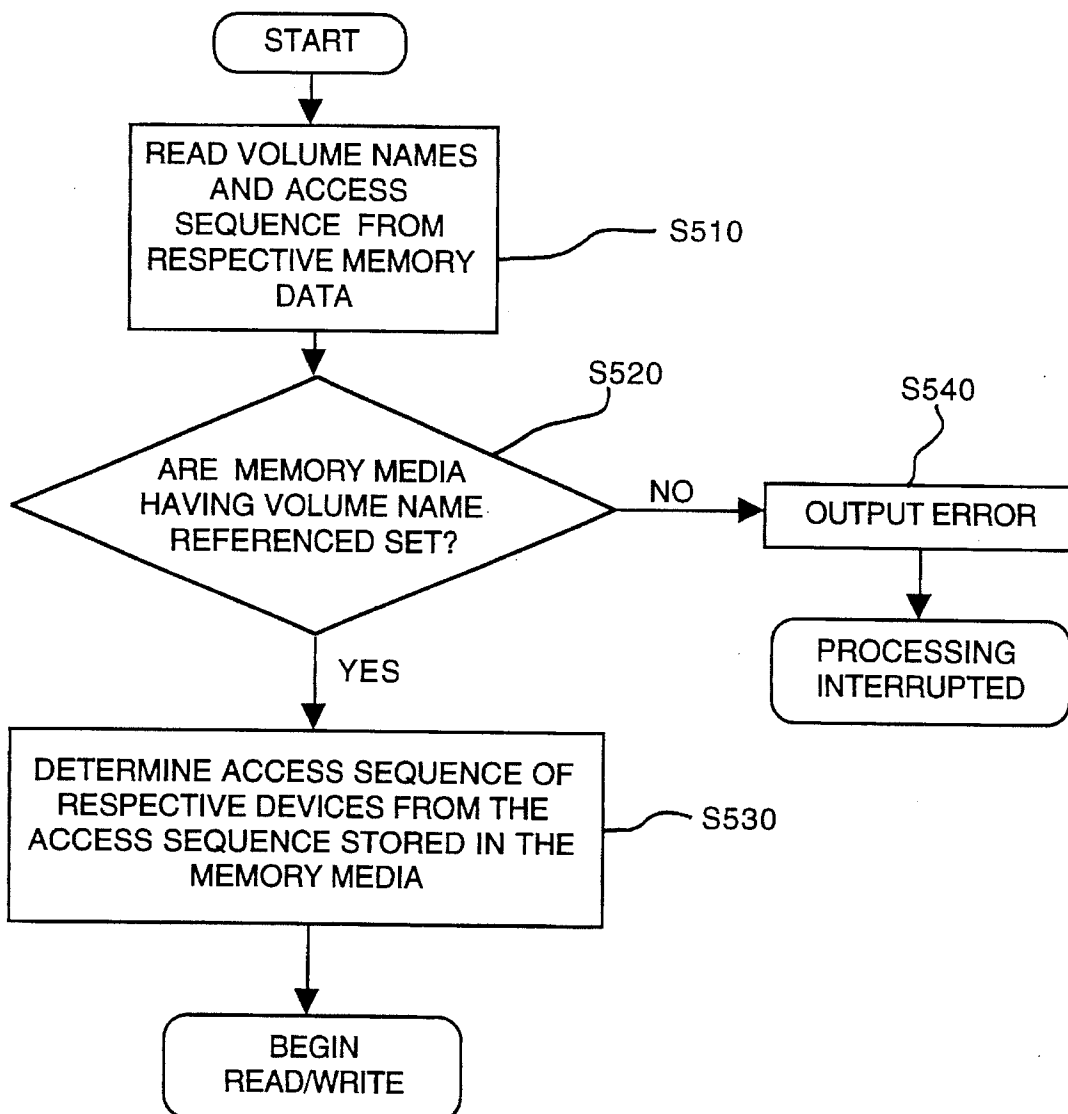 START
READ VOLUME NAMES
AND ACCESS
SEQUENCE FROM
RESPECTIVE MEMORY
DATA
S510
S520
ARE MEMORY MEDIA
HAVING VOLUME NAME
REFERENCED SET?
NO
S540
OUTPUT ERROR
PROCESSING
INTERRUPTED
YES
DETERMINE ACCESS SEQUENCE OF
RESPECTIVE DEVICES FROM THE
ACCESS SEQUENCE STORED IN THE
MEMORY MEDIA
S530
BEGIN
READ/WRITE